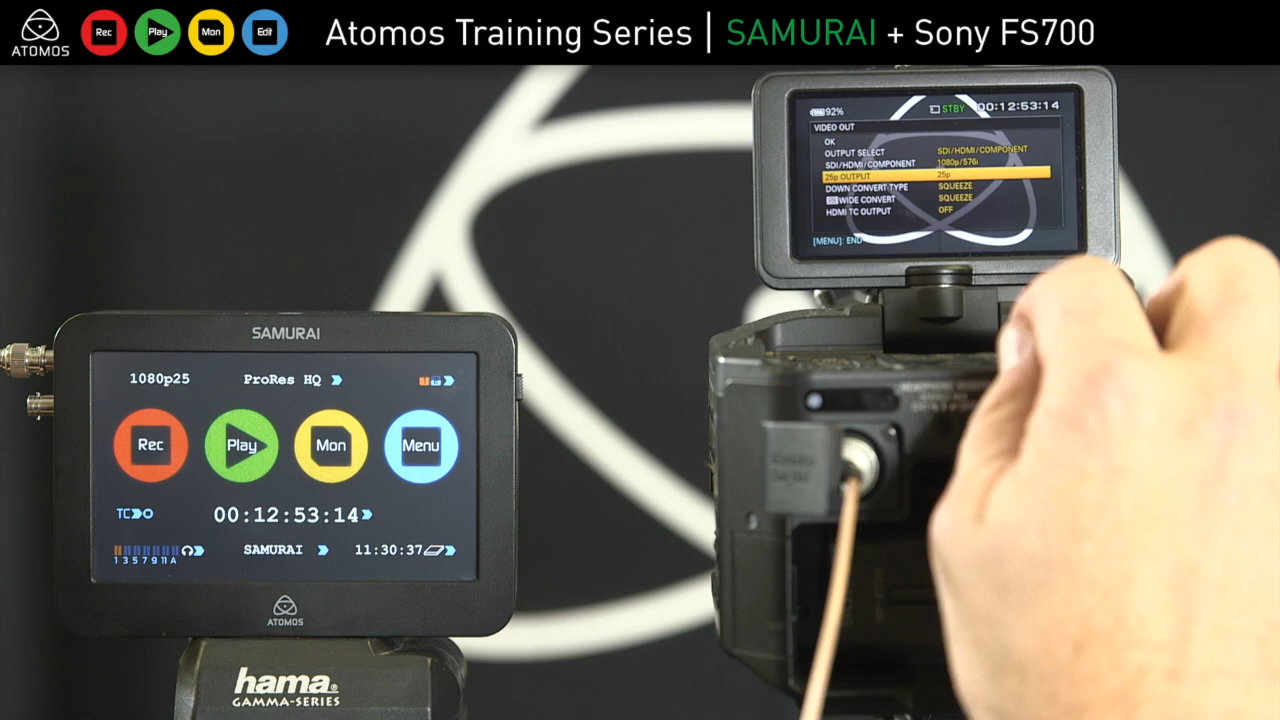 ATOMOS Rec Play Mon Edit Atomos Training Series | SAMURAI + Sony FS700
92% STBY 00:12:53:14
VIDEO OUT
OK
OUTPUT SELECT SDI/HDMI/COMPONENT
SDI/HDMI/COMPONENT 1080p/576i
25p OUTPUT 25p
DOWN CONVERT TYPE SQUEEZE
WIDE CONVERT SQUEEZE
HDMI TC OUTPUT OFF
[MENU]: END
SAMURAI
1080p25 ProRes HQ
Rec Play Mon Menu
TC 00:12:53:14
1 3 5 7 9 11 A SAMURAI 11:30:37
ATOMOS
hama®
GAMMA-SERIES